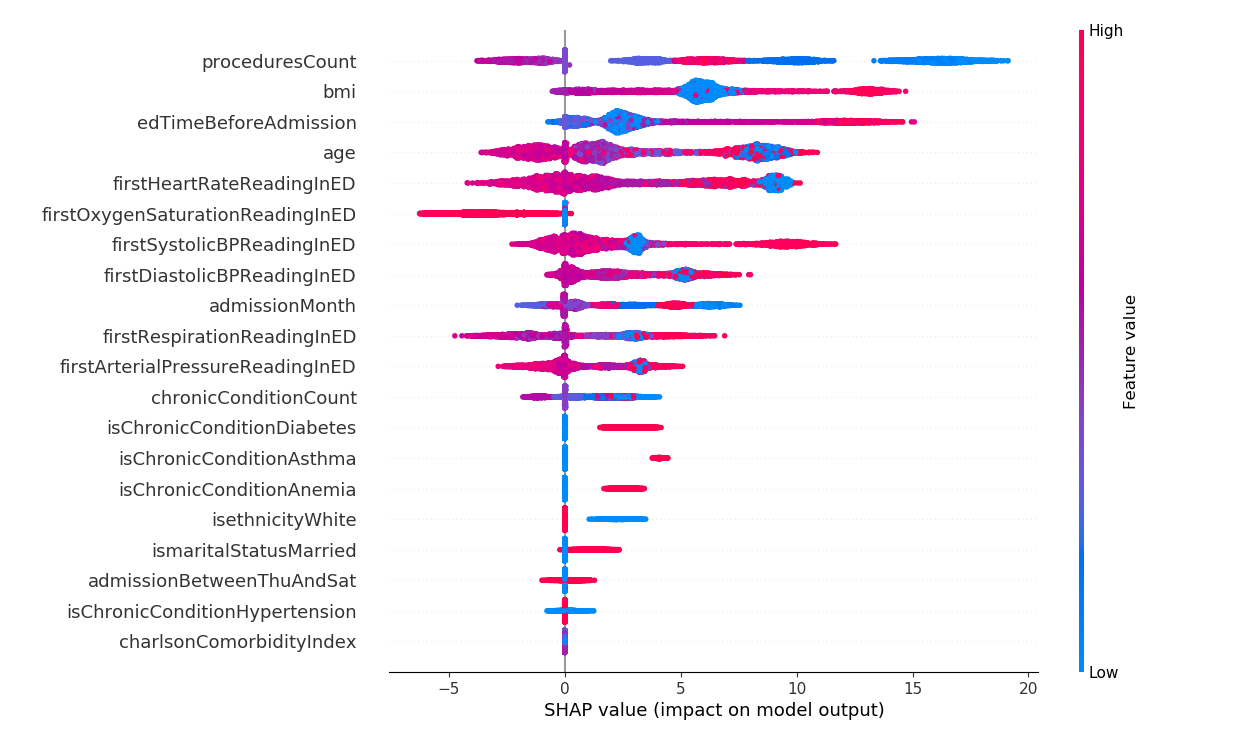 High
proceduresCount
bmi
edTimeBeforeAdmission
age
firstHeartRateReadingInED
firstOxygenSaturationReadingInED
firstSystolicBPReadingInED
firstDiastolicBPReadingInED
admissionMonth
firstRespirationReadingInED
firstArterialPressureReadingInED
chronicConditionCount
isChronicConditionDiabetes
isChronicConditionAsthma
isChronicConditionAnemia
isethnicityWhite
ismaritalStatusMarried
admissionBetweenThuAndSat
isChronicConditionHypertension
charlsonComorbidityIndex
Feature value
Low
−5 0 5 10 15 20
SHAP value (impact on model output)